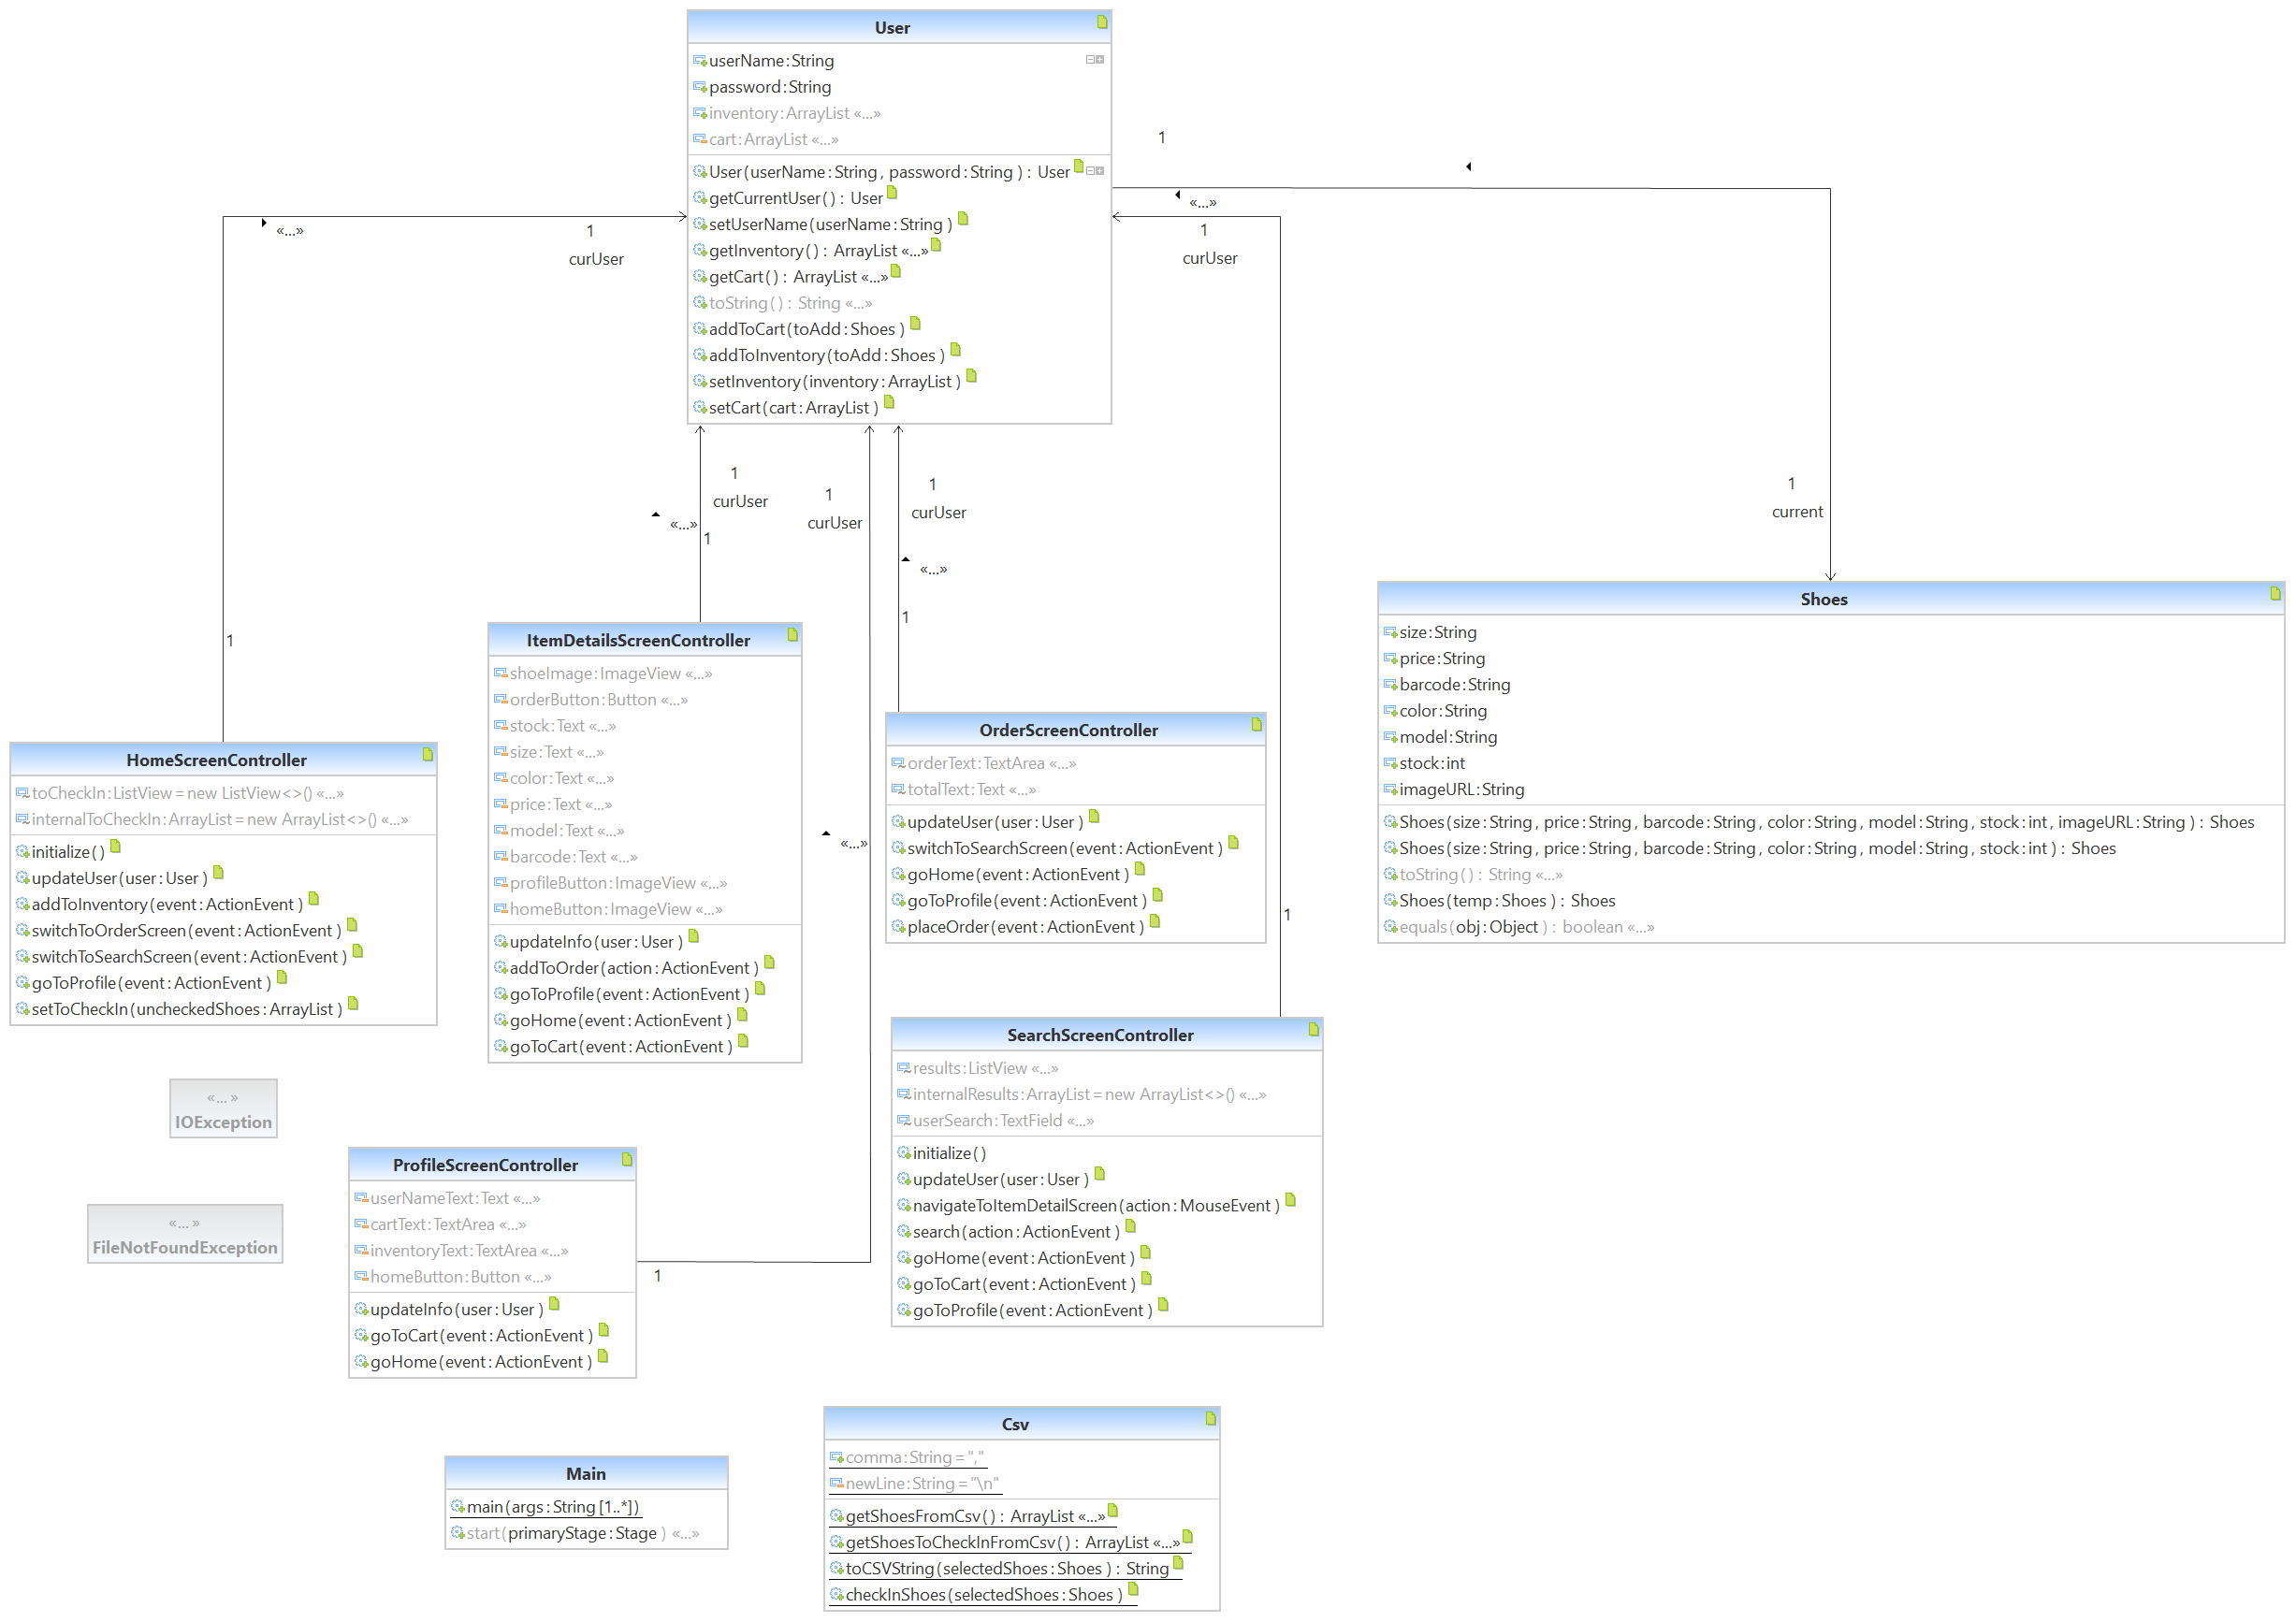 User
userName:String
password:String
inventory:ArrayList «...»
cart:ArrayList «...»
User(userName:String, password:String ) : User
getCurrentUser() : User
setUserName(userName:String )
getInventory() : ArrayList «...»
getCart() : ArrayList «...»
toString() : String «...»
addToCart(toAdd:Shoes )
addToInventory(toAdd:Shoes )
setInventory(inventory:ArrayList )
setCart(cart:ArrayList )
1
«...»
1
curUser
1
«...»
1
curUser
1
1
curUser
«...»
1
1
curUser
«...»
1
curUser
«...»
1
1
current
1
Shoes
size:String
price:String
barcode:String
color:String
model:String
stock:int
imageURL:String
Shoes(size:String, price:String, barcode:String, color:String, model:String, stock:int, imageURL:String ) : Shoes
Shoes(size:String, price:String, barcode:String, color:String, model:String, stock:int ) : Shoes
toString() : String «...»
Shoes(temp:Shoes ) : Shoes
equals(obj:Object ) : boolean «...»
ItemDetailsScreenController
shoeImage:ImageView «...»
orderButton:Button «...»
stock:Text «...»
size:Text «...»
color:Text «...»
price:Text «...»
model:Text «...»
barcode:Text «...»
profileButton:ImageView «...»
homeButton:ImageView «...»
updateInfo(user:User )
addToOrder(action:ActionEvent )
goToProfile(event:ActionEvent )
goHome(event:ActionEvent )
goToCart(event:ActionEvent )
OrderScreenController
orderText:TextArea «...»
totalText:Text «...»
updateUser(user:User )
switchToSearchScreen(event:ActionEvent )
goHome(event:ActionEvent )
goToProfile(event:ActionEvent )
placeOrder(event:ActionEvent )
HomeScreenController
toCheckIn:ListView = new ListView<>() «...»
internalToCheckIn:ArrayList = new ArrayList<>() «...»
initialize()
updateUser(user:User )
addToInventory(event:ActionEvent )
switchToOrderScreen(event:ActionEvent )
switchToSearchScreen(event:ActionEvent )
goToProfile(event:ActionEvent )
setToCheckIn(uncheckedShoes:ArrayList )
1
SearchScreenController
results:ListView «...»
internalResults:ArrayList = new ArrayList<>() «...»
userSearch:TextField «...»
initialize()
updateUser(user:User )
navigateToItemDetailScreen(action:MouseEvent )
search(action:ActionEvent )
goHome(event:ActionEvent )
goToCart(event:ActionEvent )
goToProfile(event:ActionEvent )
«...»
IOException
«...»
FileNotFoundException
ProfileScreenController
userNameText:Text «...»
cartText:TextArea «...»
inventoryText:TextArea «...»
homeButton:Button «...»
updateInfo(user:User )
goToCart(event:ActionEvent )
goHome(event:ActionEvent )
1
Csv
comma:String = ","
newLine:String = "\n"
getShoesFromCsv() : ArrayList «...»
getShoesToCheckInFromCsv() : ArrayList «...»
toCSVString(selectedShoes:Shoes ) : String
checkInShoes(selectedShoes:Shoes )
Main
main(args:String [1..*])
start(primaryStage:Stage ) «...»